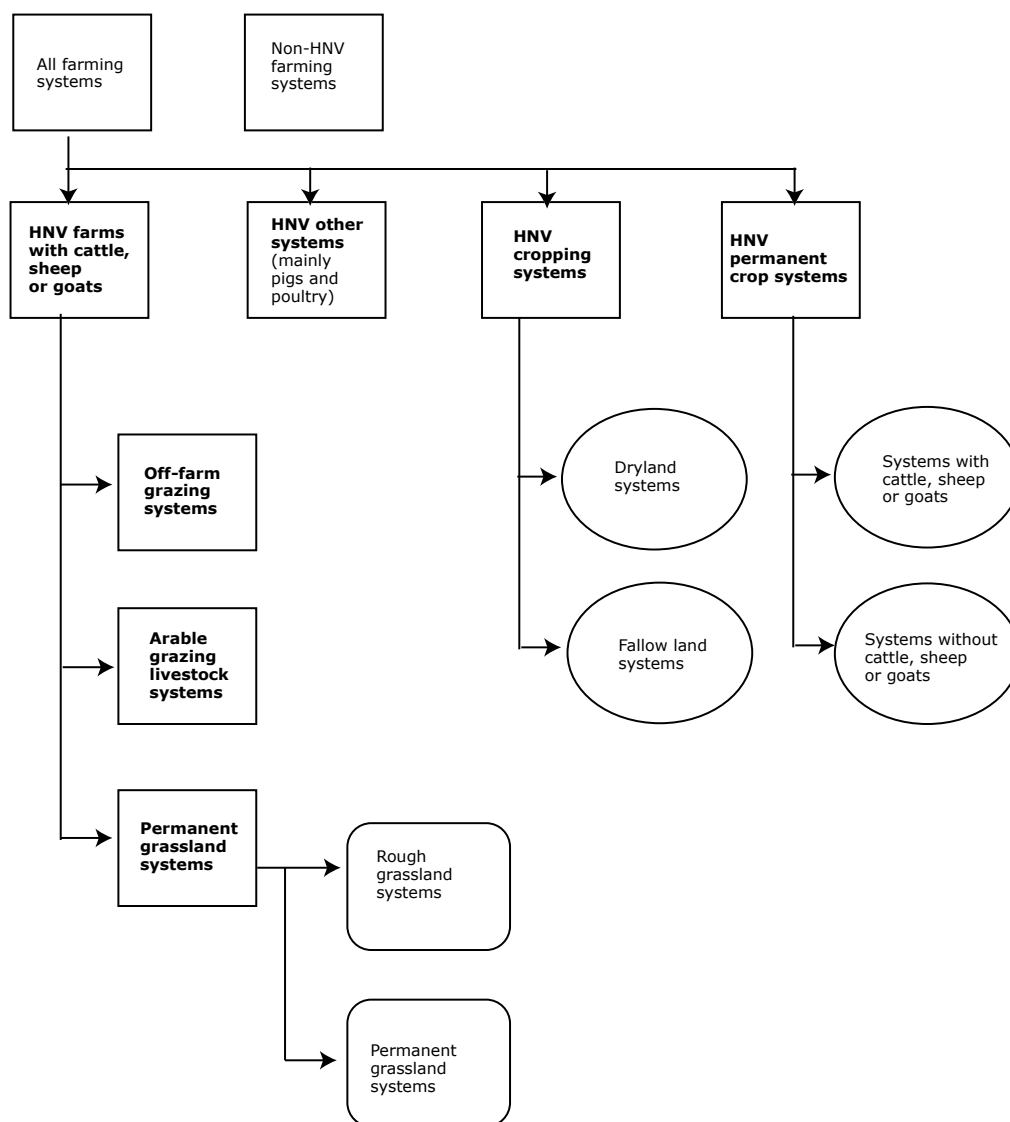 All farming
systems
Non-HNV
farming
systems
HNV farms
with cattle,
sheep
or goats
HNV other
systems
(mainly
pigs and
poultry)
HNV
cropping
systems
HNV
permanent
crop systems
Off-farm
grazing
systems
Dryland
systems
Systems with
cattle, sheep
or goats
Arable
grazing
livestock
systems
Fallow land
systems
Systems without
cattle, sheep
or goats
Permanent
grassland
systems
Rough
grassland
systems
Permanent
grassland
systems